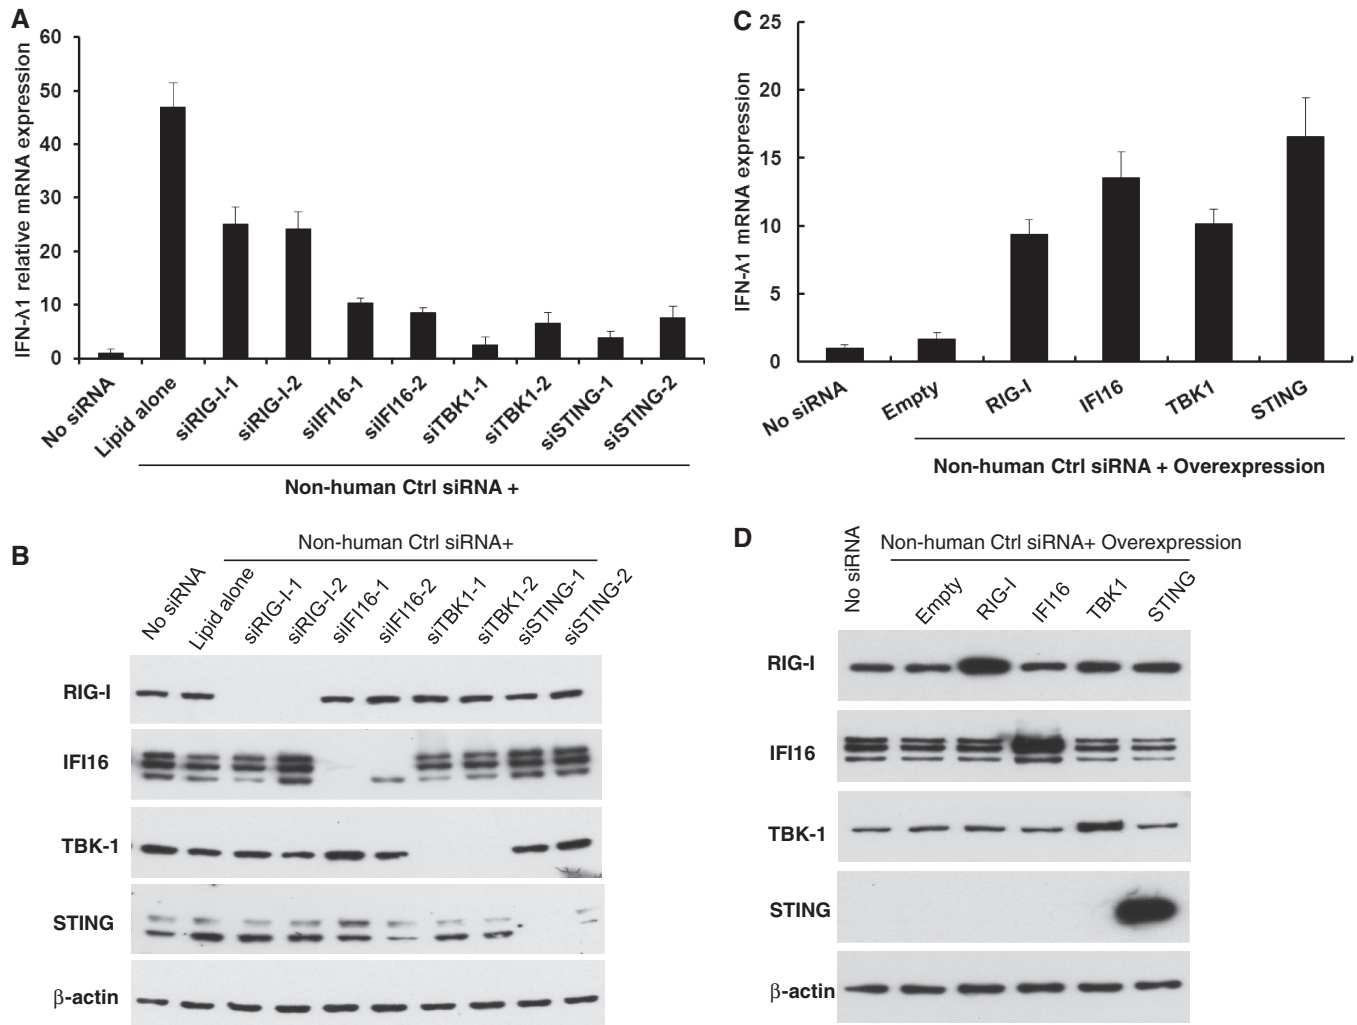 A
IFN-λ1 relative mRNA expression
60
50
40
30
20
10
0
No siRNA
Lipid alone
siRIG-I-1
siRIG-I-2
siIFI16-1
siIFI16-2
siTBK1-1
siTBK1-2
siSTING-1
siSTING-2
Non-human Ctrl siRNA +
C
IFN-λ1 mRNA expression
25
20
15
10
5
0
No siRNA
Empty
RIG-I
IFI16
TBK1
STING
Non-human Ctrl siRNA + Overexpression
B
Non-human Ctrl siRNA+
No siRNA
Lipid alone
siRIG-I-1
siRIG-I-2
siIFI16-1
siIFI16-2
siTBK1-1
siTBK1-2
siSTING-1
siSTING-2
RIG-I
IFI16
TBK-1
STING
β-actin
D
No siRNA
Non-human Ctrl siRNA+ Overexpression
Empty
RIG-I
IFI16
TBK1
STING
RIG-I
IFI16
TBK-1
STING
β-actin